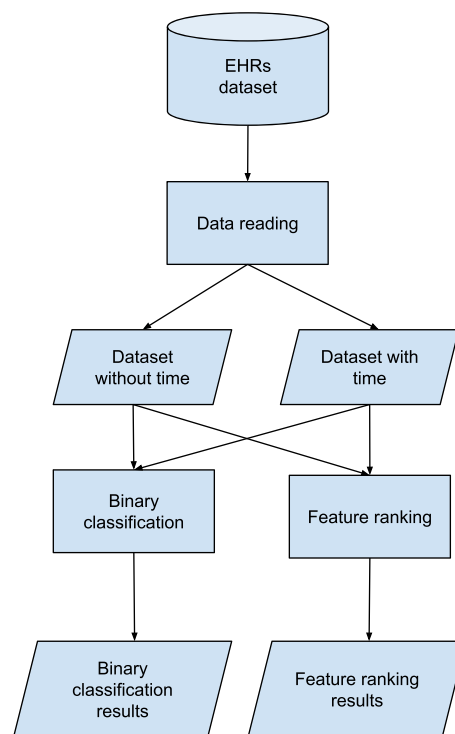 EHRs
dataset
Data reading
Dataset
without time
Dataset with
time
Binary
classification
Feature ranking
Binary
classification
results
Feature ranking
results